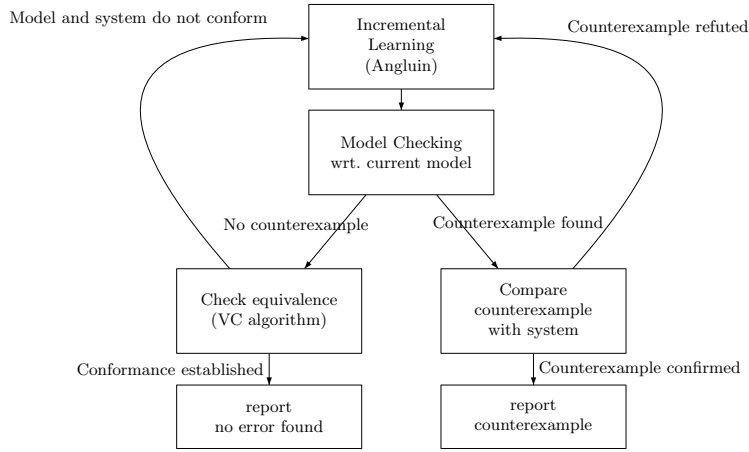 Model and system do not conform
Incremental
Learning
(Angluin)
Counterexample refuted
Model Checking
wrt. current model
No counterexample
Counterexample found
Check equivalence
(VC algorithm)
Compare
counterexample
with system
Conformance established
Counterexample confirmed
report
no error found
report
counterexample